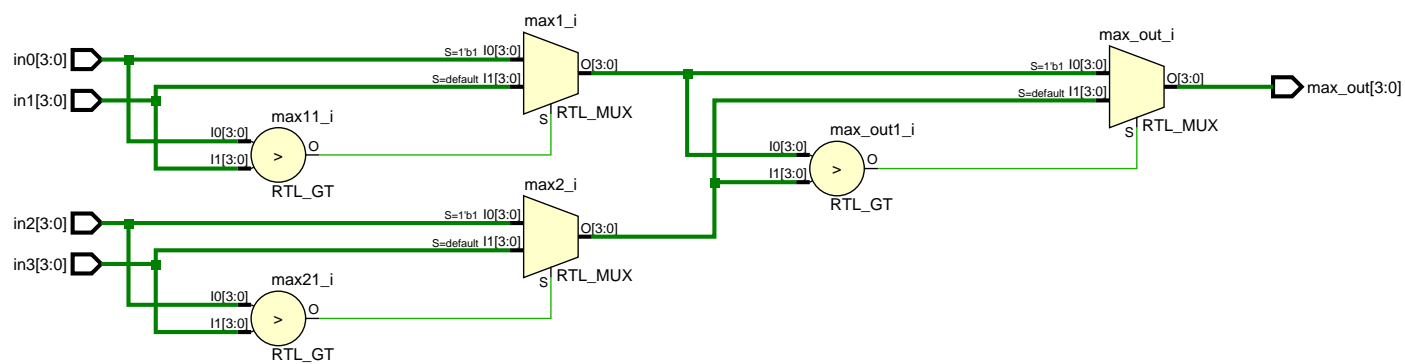 max1_i
in0[3:0]
S=1'b1 I0[3:0]
O[3:0]
in1[3:0]
S=default I1[3:0]
S
RTL_MUX
max11_i
I0[3:0]
I1[3:0]
>
O
RTL_GT
max2_i
in2[3:0]
S=1'b1 I0[3:0]
O[3:0]
in3[3:0]
S=default I1[3:0]
S
RTL_MUX
max21_i
I0[3:0]
I1[3:0]
>
O
RTL_GT
max_out_i
S=1'b1 I0[3:0]
O[3:0]
S=default I1[3:0]
S
RTL_MUX
max_out[3:0]
max_out1_i
I0[3:0]
I1[3:0]
>
O
RTL_GT